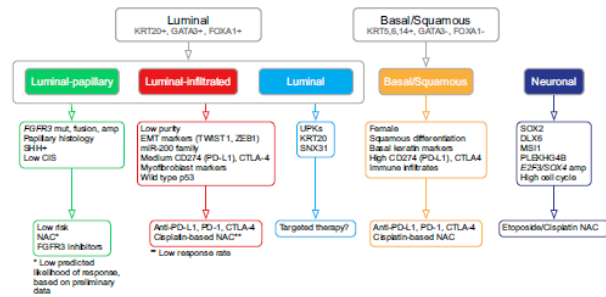 Luminal
KRT20+, GATA3+, FOXA1+
Basal/Squamous
KRT5,6,14+, GATA3-, FOXA1-
Luminal-papillary
Luminal-infiltrated
Luminal
Basal/Squamous
Neuronal
FGFR3 mut, fusion, amp
Papillary histology
SHH+
Low CIS
Low purity
EMT markers (TWIST1, ZEB1)
miR-200 family
Medium CD274 (PD-L1), CTLA-4
Myofibroblast markers
Wild type p53
UPKs
KRT20
SNX31
Female
Squamous differentiation
Basal keratin markers
High CD274 (PD-L1), CTLA4
Immune infiltrates
SOX2
DLX6
MSI1
PLEKHG4B
E2F3/SOX4 amp
High cell cycle
Low risk
NAC*
FGFR3 inhibitors
Anti-PD-L1, PD-1, CTLA-4
Cisplatin-based NAC**
Targeted therapy?
Anti-PD-L1, PD-1, CTLA-4
Cisplatin-based NAC
Etoposide/Cisplatin NAC
* Low predicted
likelihood of response,
based on preliminary
data
** Low response rate